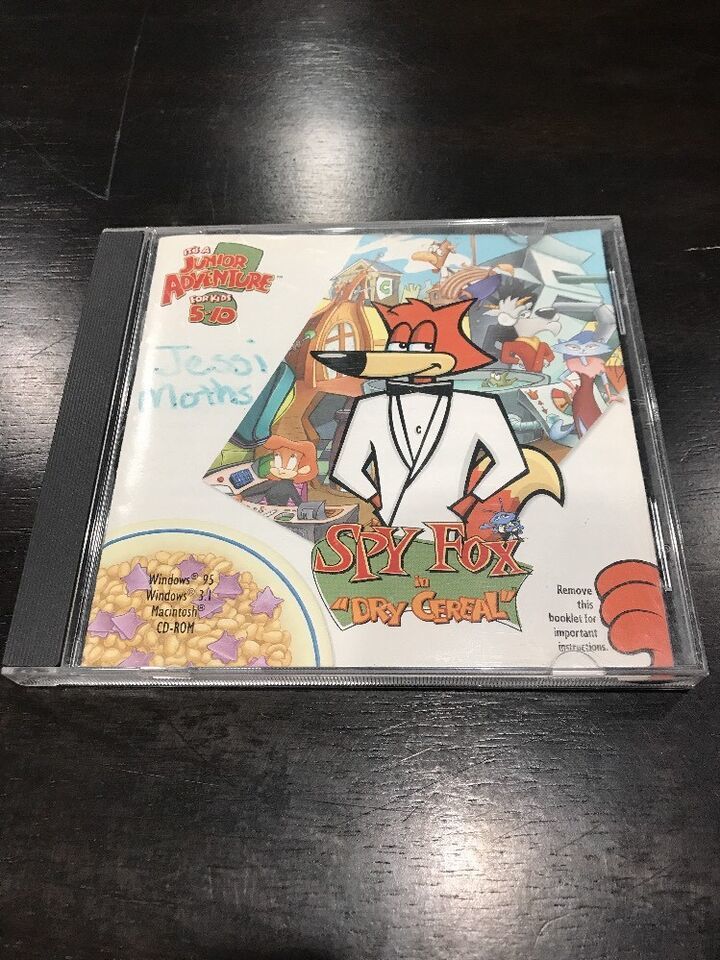 IT'S A
JUNIOR
ADVENTURE™
FOR KIDS
5-10
Jessi
Moths
C
SPY FOX
in
"DRY CEREAL"
Windows® 95
Windows® 3.1
Macintosh®
CD-ROM
Remove
this
booklet for
important
instructions.